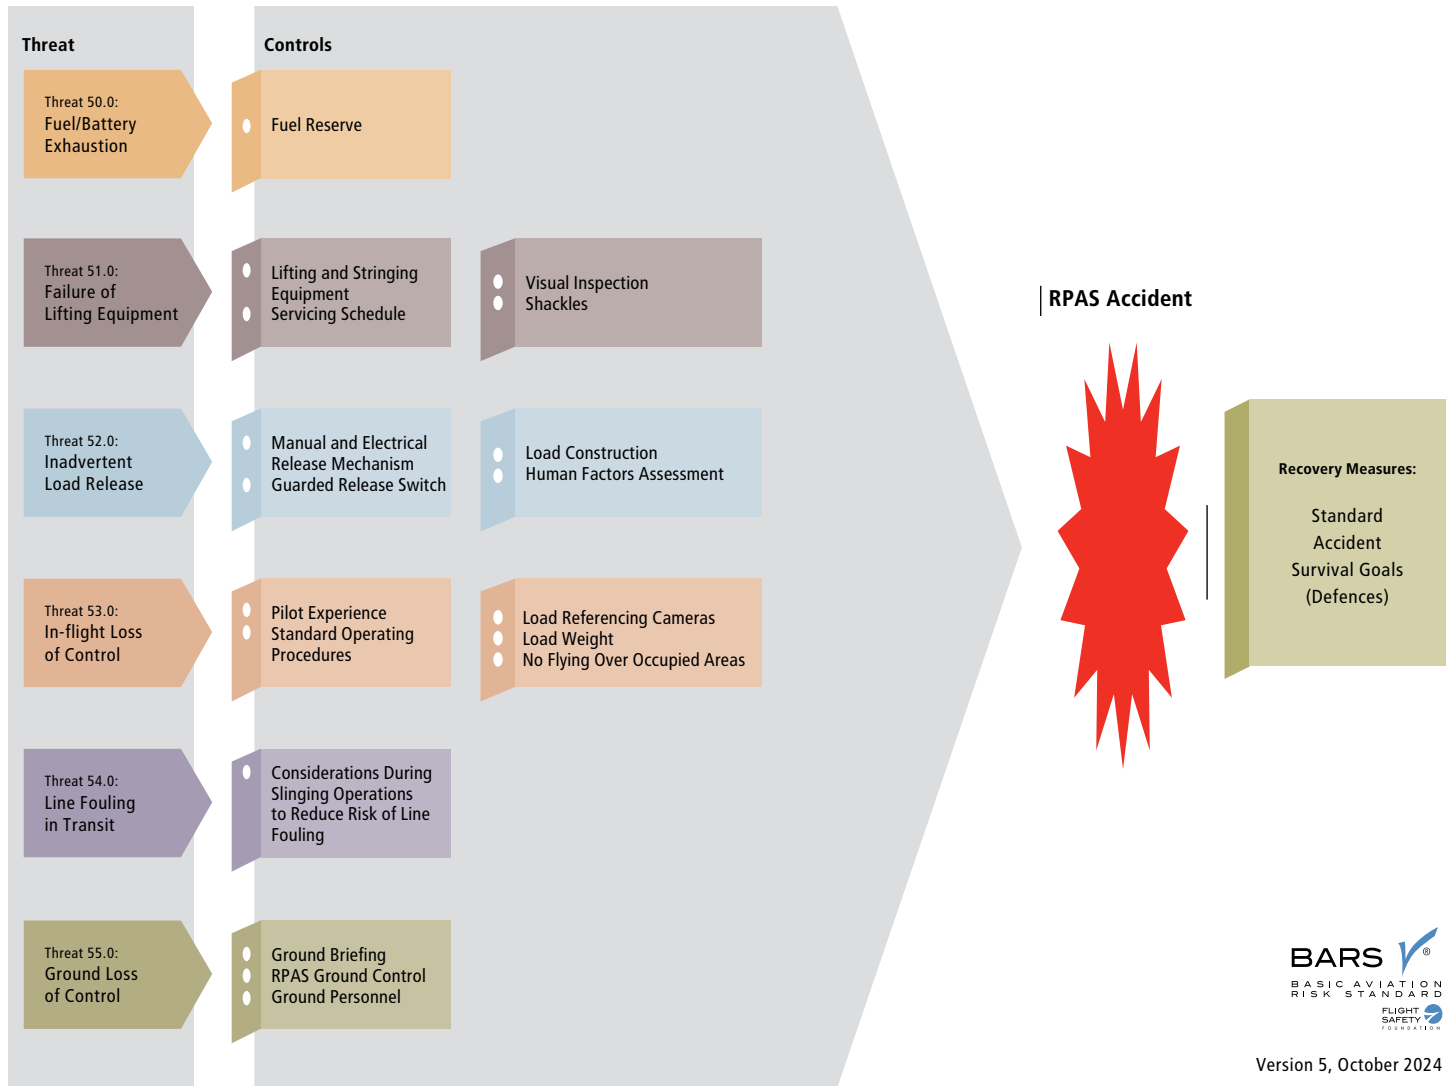 Threat
Controls
Threat 50.0:
Fuel/Battery
Exhaustion
Fuel Reserve
Threat 51.0:
Failure of
Lifting Equipment
Lifting and Stringing
Equipment
Servicing Schedule
Visual Inspection
Shackles
Threat 52.0:
Inadvertent
Load Release
Manual and Electrical
Release Mechanism
Guarded Release Switch
Load Construction
Human Factors Assessment
Threat 53.0:
In-flight Loss
of Control
Pilot Experience
Standard Operating
Procedures
Load Referencing Cameras
Load Weight
No Flying Over Occupied Areas
Threat 54.0:
Line Fouling
in Transit
Considerations During
Slinging Operations
to Reduce Risk of Line
Fouling
Threat 55.0:
Ground Loss
of Control
Ground Briefing
RPAS Ground Control
Ground Personnel
RPAS Accident
Recovery Measures:
Standard
Accident
Survival Goals
(Defences)
BARS ®
BASIC AVIATION
RISK STANDARD
FLIGHT
SAFETY
FOUNDATION
Version 5, October 2024